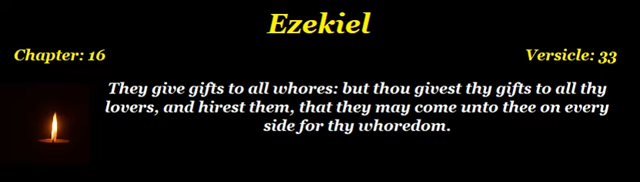 Ezekiel
Chapter: 16
Versicle: 33
They give gifts to all whores: but thou givest thy gifts to all thy
lovers, and hirest them, that they may come unto thee on every
side for thy whoredom.